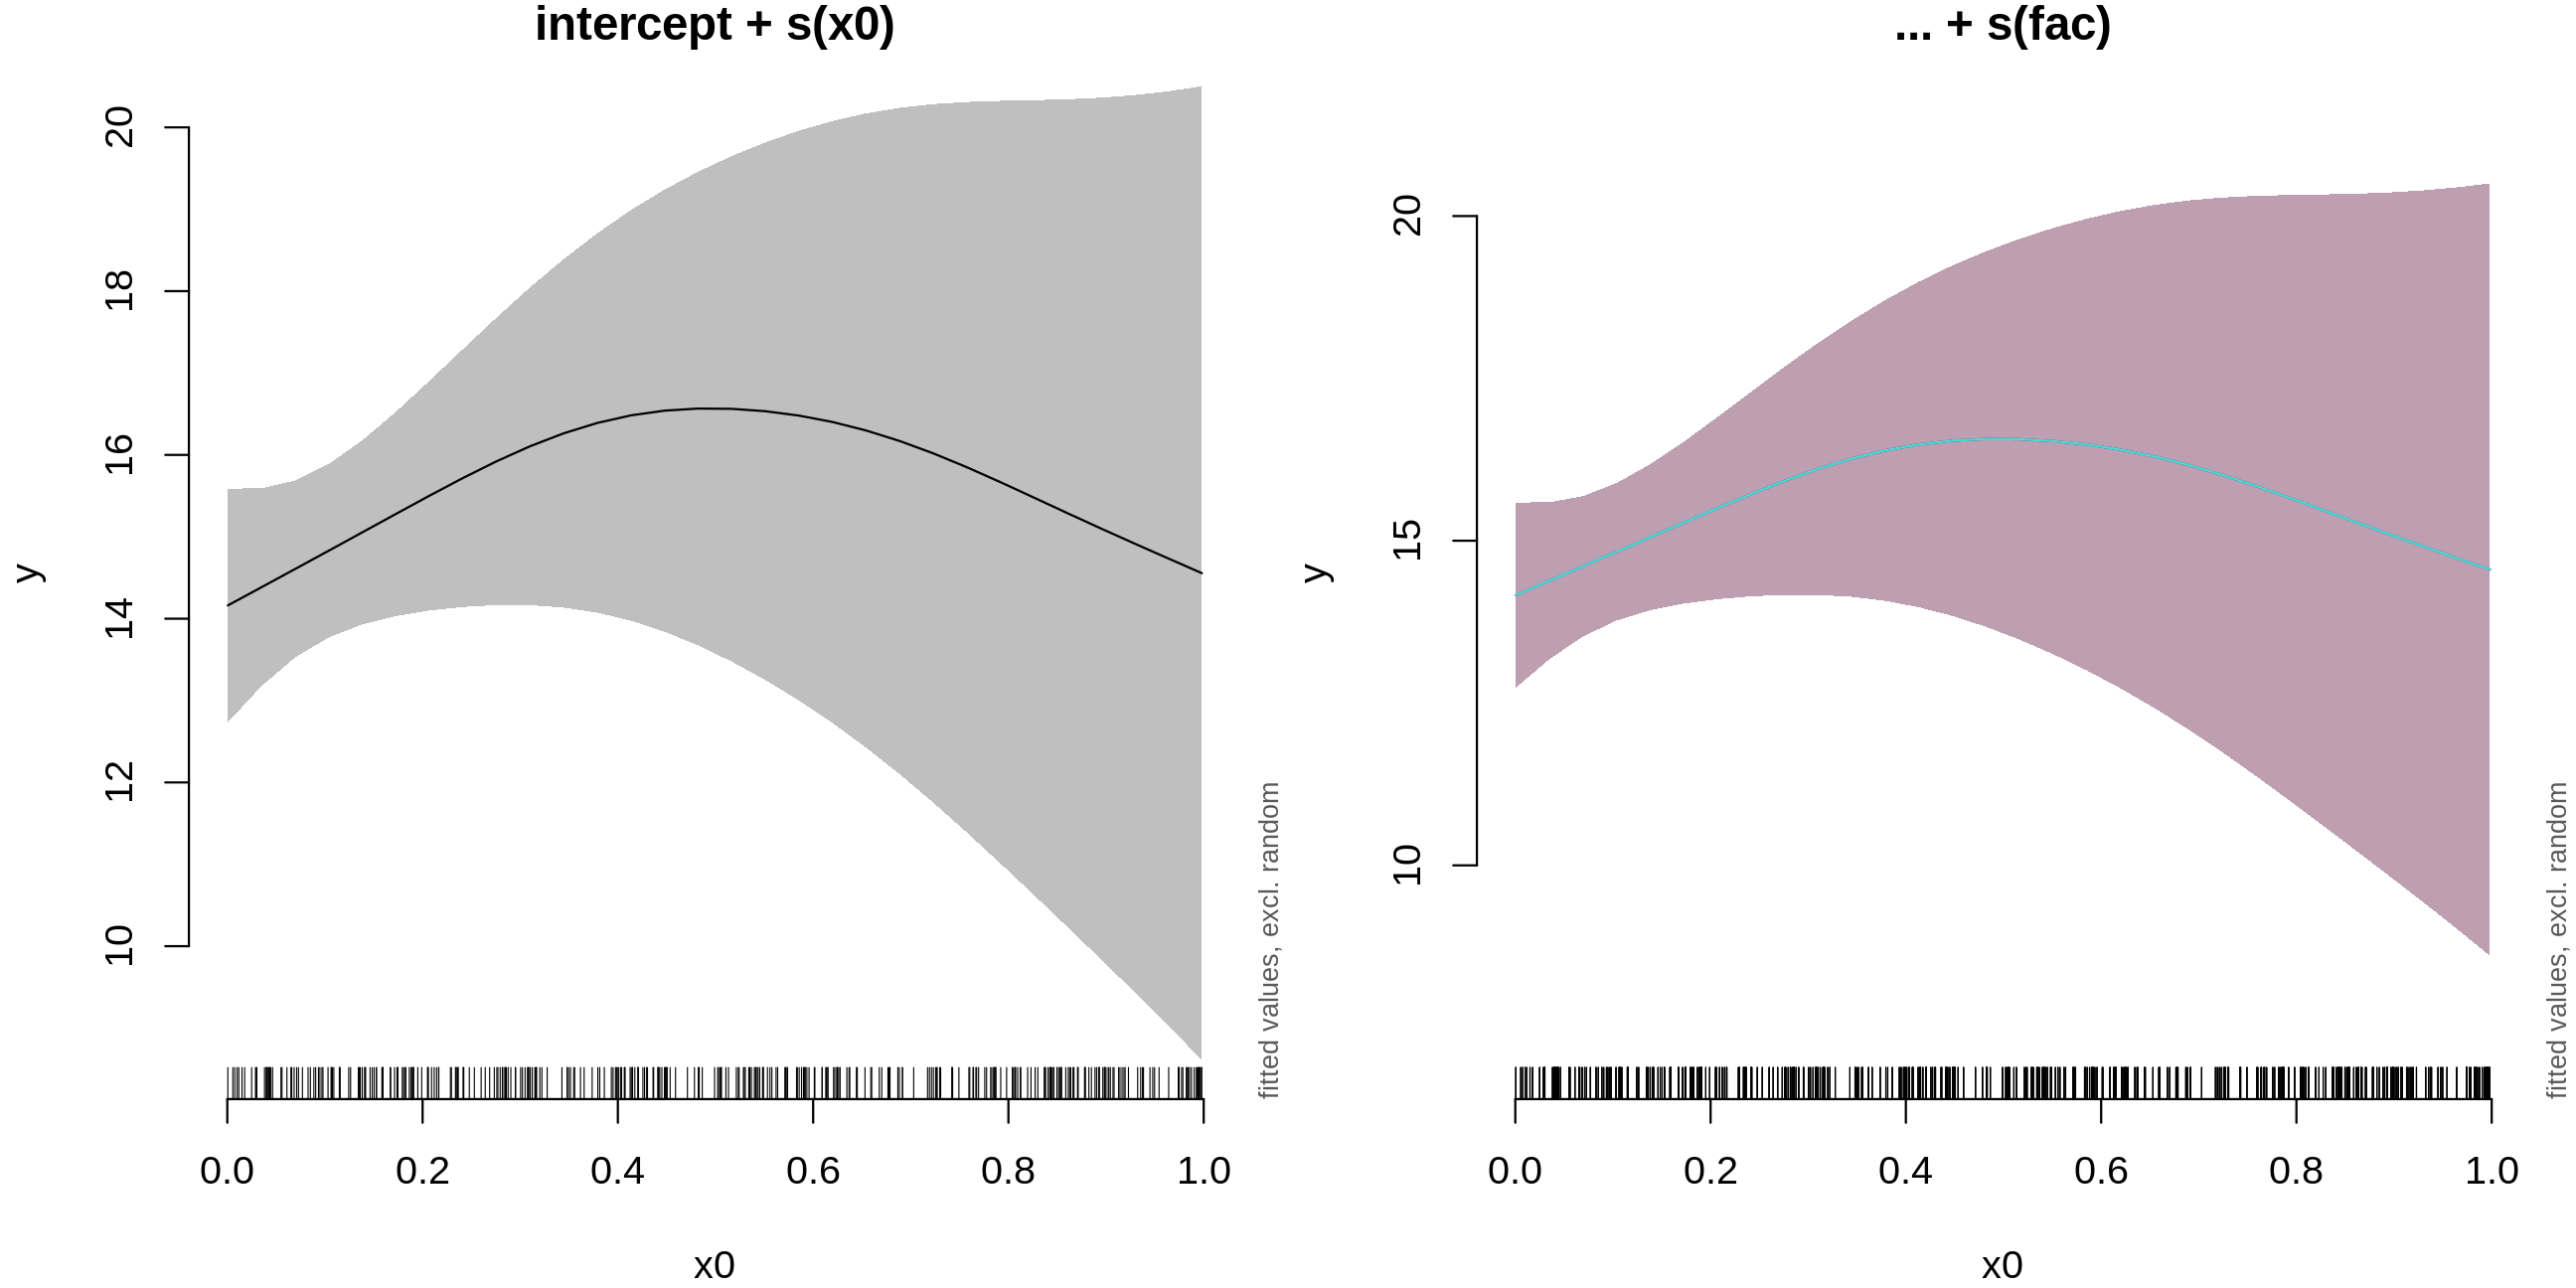 intercept + s(x0)
y
20
18
16
14
12
10
0.0 0.2 0.4 0.6 0.8 1.0
x0
fitted values, excl. random
... + s(fac)
y
20
15
10
0.0 0.2 0.4 0.6 0.8 1.0
x0
fitted values, excl. random